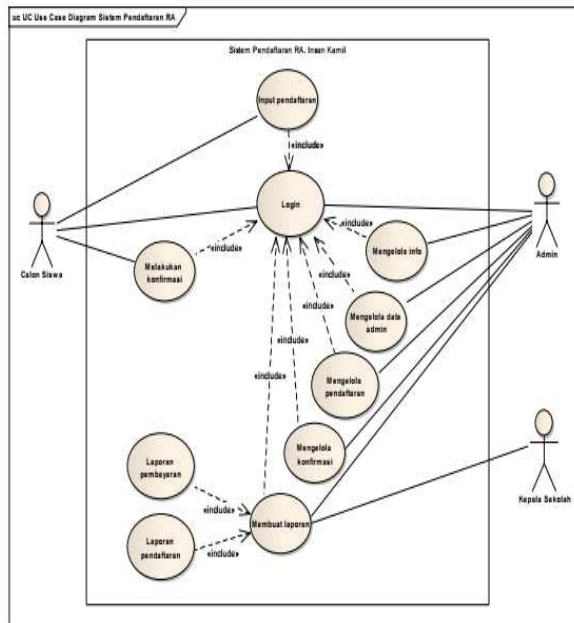 uc UC Use Case Diagram Sistem Pendaftaran RA
Sistem Pendaftaran RA. Insan Kamil
Input pendaftaran
«include»
Login
«include»
Mengelola info
Calon Siswa
Melakukan
konfirmasi
«include»
Admin
«include»
Mengelola data
admin
«include»
Mengelola
pendaftaran
«include»
«include»
Mengelola
konfirmasi
Laporan
pembayaran
«include»
Kepala Sekolah
Membuat laporan
Laporan
pendaftaran
«include»